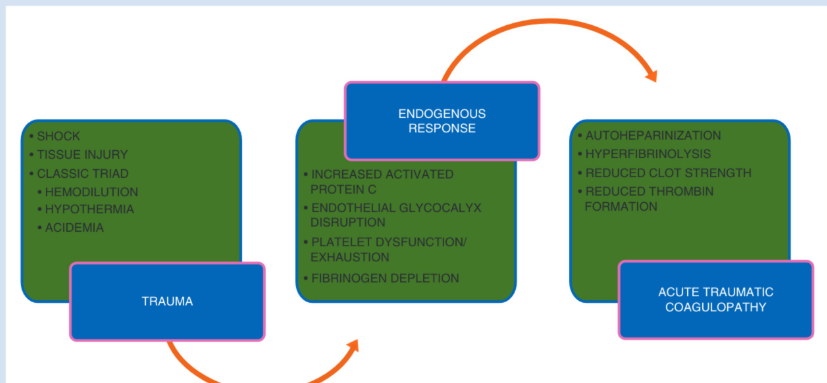 • SHOCK
• TISSUE INJURY
• CLASSIC TRIAD
• HEMODILUTION
• HYPOTHERMIA
• ACIDEMIA
TRAUMA
ENDOGENOUS
RESPONSE
• INCREASED ACTIVATED
PROTEIN C
• ENDOTHELIAL GLYCOCALYX
DISRUPTION
• PLATELET DYSFUNCTION/
EXHAUSTION
• FIBRINOGEN DEPLETION
• AUTOHEPARINIZATION
• HYPERFIBRINOLYSIS
• REDUCED CLOT STRENGTH
• REDUCED THROMBIN
FORMATION
ACUTE TRAUMATIC
COAGULOPATHY